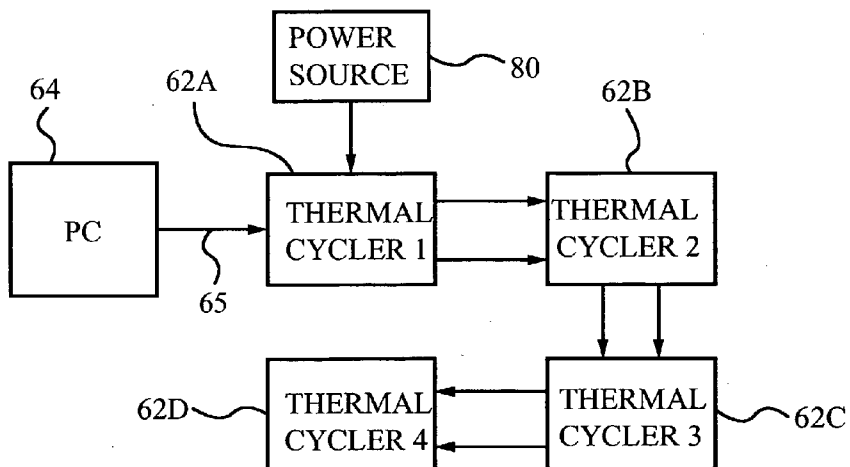 POWER
SOURCE
80
64
62A
62B
PC
65
THERMAL
CYCLER 1
THERMAL
CYCLER 2
62D
THERMAL
CYCLER 4
THERMAL
CYCLER 3
62C